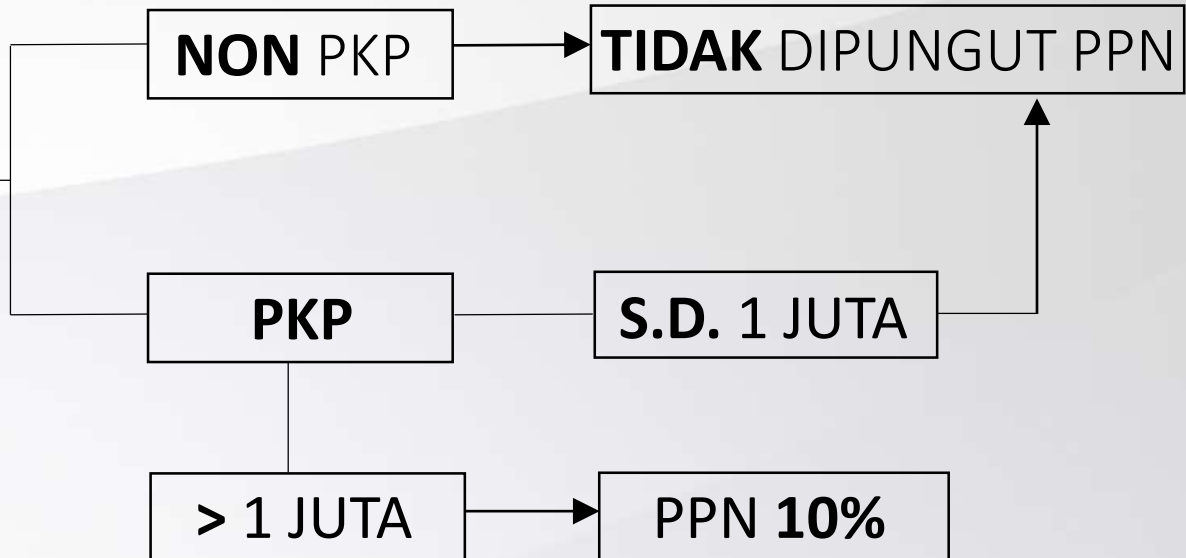 NON PKP
TIDAK DIPUNGUT PPN
PKP
S.D. 1 JUTA
> 1 JUTA
PPN 10%